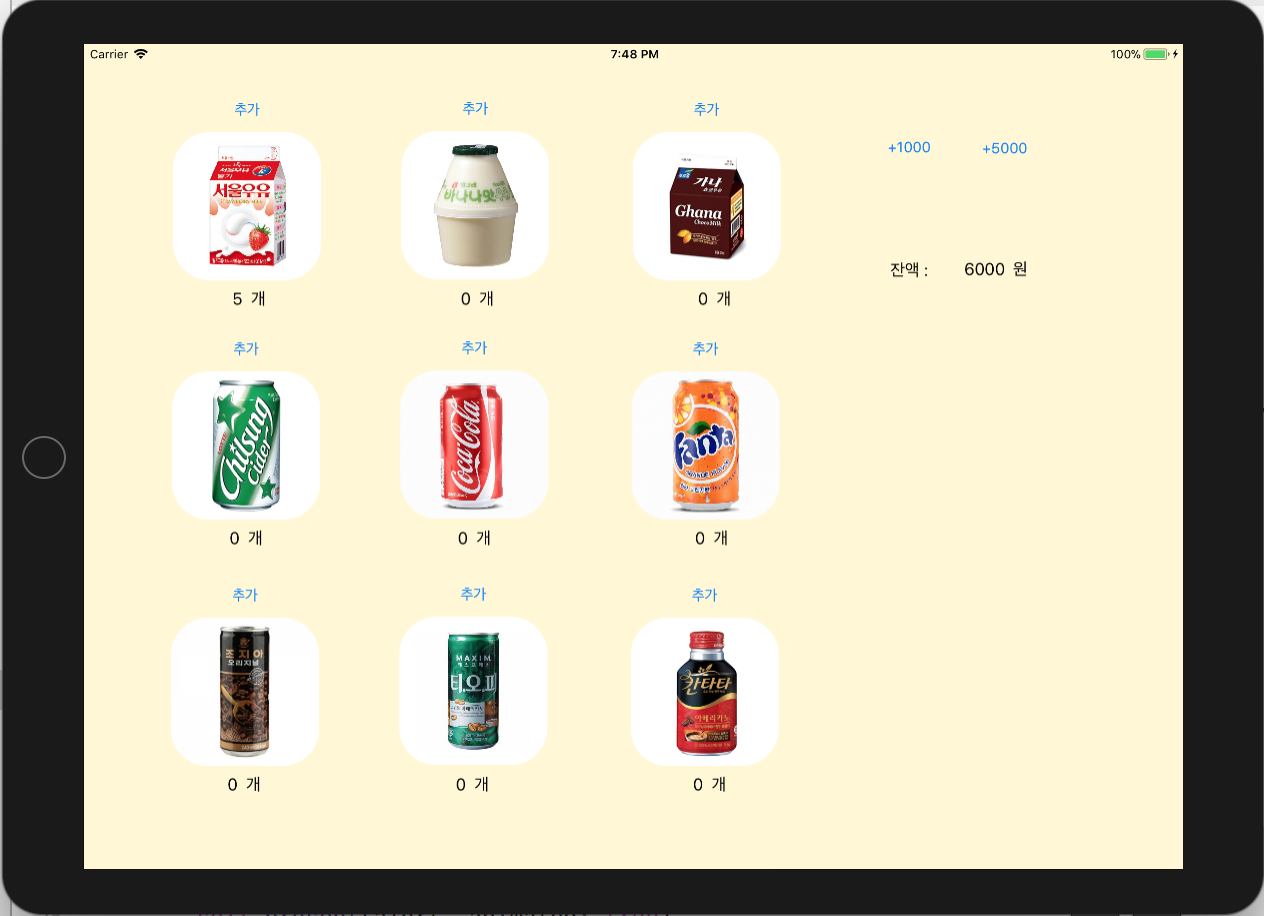 Carrier
7:48 PM
100%
추가
추가
추가
+1000
+5000
서울우유
바나나맛
가나
Ghana
Choco Milk
잔액 :
6000 원
5 개
0 개
0 개
추가
추가
추가
Chilsung
Cider
Coca-Cola
fanta
0 개
0 개
0 개
추가
추가
추가
조지아
오리지널
MAXIM
티오피
칸타타
아메리카노
0 개
0 개
0 개